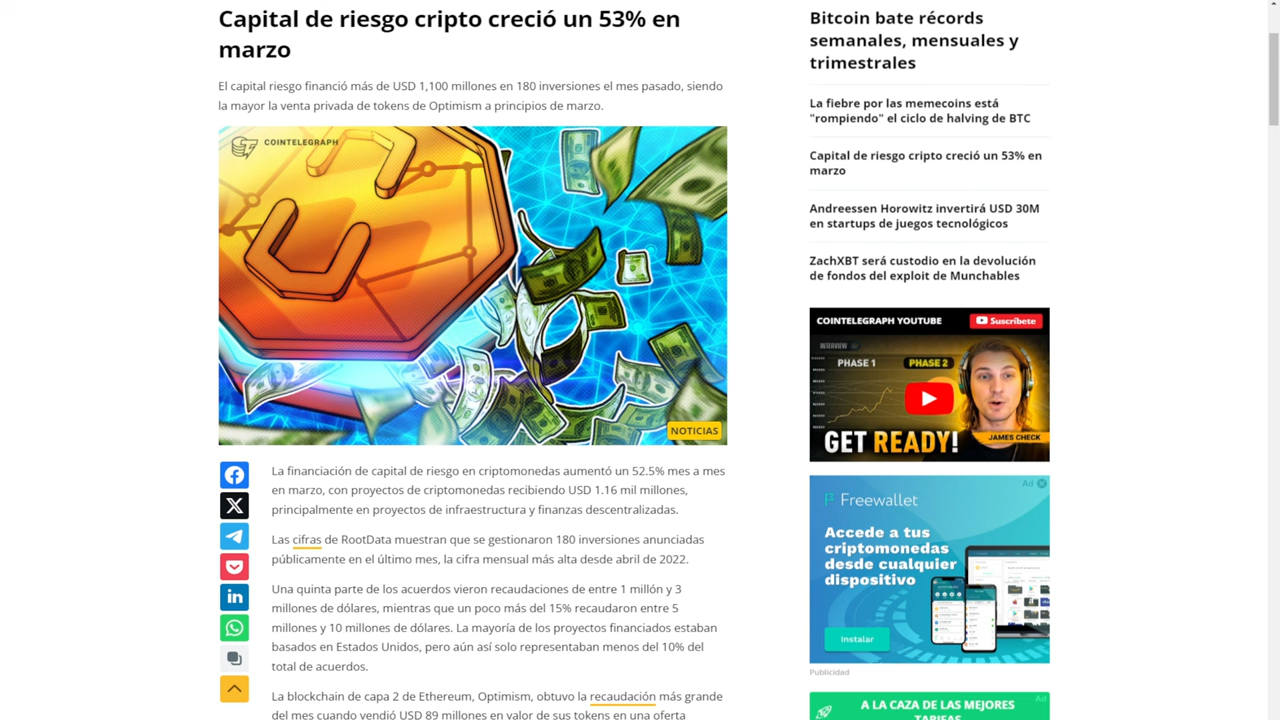 Capital de riesgo cripto creció un 53% en
marzo
El capital riesgo financió más de USD 1,100 millones en 180 inversiones el mes pasado, siendo
la mayor la venta privada de tokens de Optimism a principios de marzo.
COINTELEGRAPH
NOTICIAS
La financiación de capital de riesgo en criptomonedas aumentó un 52.5% mes a mes
en marzo, con proyectos de criptomonedas recibiendo USD 1.16 mil millones,
principalmente en proyectos de infraestructura y finanzas descentralizadas.
Las cifras de RootData muestran que se gestionaron 180 inversiones anunciadas
públicamente en el último mes, la cifra mensual más alta desde abril de 2022.
Una quinta parte de los acuerdos vieron recaudaciones de entre 1 millón y 3
millones de dólares, mientras que un poco más del 15% recaudaron entre 5
millones y 10 millones de dólares. La mayoría de los proyectos financiados estaban
basados en Estados Unidos, pero aún así solo representaban menos del 10% del
total de acuerdos.
La blockchain de capa 2 de Ethereum, Optimism, obtuvo la recaudación más grande
del mes cuando vendió USD 89 millones en valor de sus tokens en una oferta
Bitcoin bate récords
semanales, mensuales y
trimestrales
La fiebre por las memecoins está
"rompiendo" el ciclo de halving de BTC
Capital de riesgo cripto creció un 53% en
marzo
Andreessen Horowitz invertirá USD 30M
en startups de juegos tecnológicos
ZachXBT será custodio en la devolución
de fondos del exploit de Munchables
COINTELEGRAPH YOUTUBE
Suscríbete
INTERVIEW
PHASE 1
PHASE 2
GET READY!
JAMES CHECK
Ad
Freewallet
Accede a tus
criptomonedas
desde cualquier
dispositivo
Instalar
Publicidad
Ad
A LA CAZA DE LAS MEJORES
TARIFAS